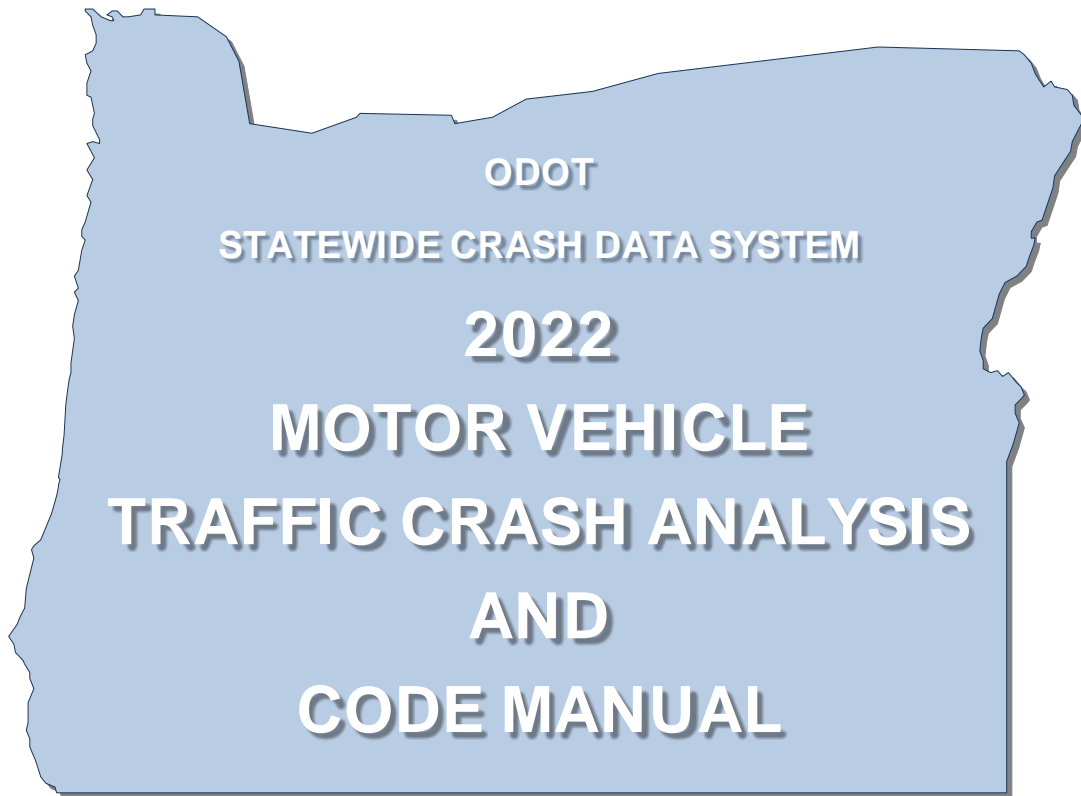 ODOT
STATEWIDE CRASH DATA SYSTEM
2022
MOTOR VEHICLE
TRAFFIC CRASH ANALYSIS
AND
CODE MANUAL